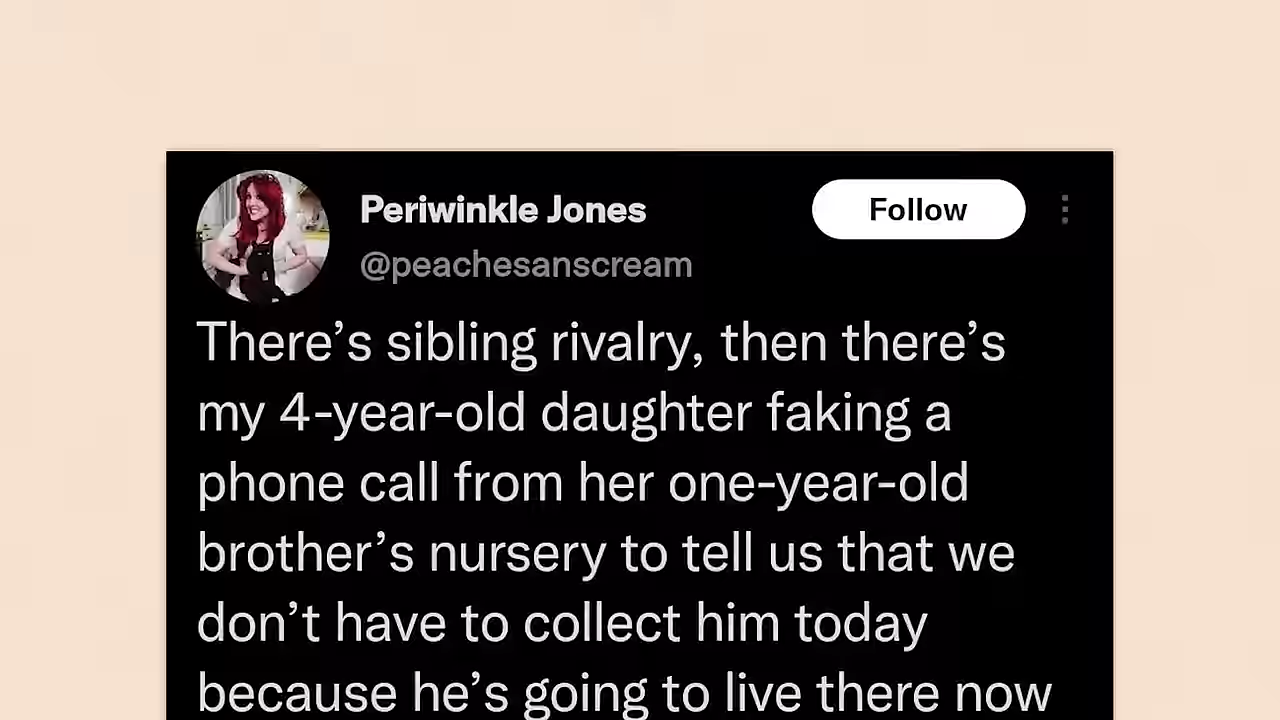 Periwinkle Jones
Follow
@peachesanscream
There’s sibling rivalry, then there’s
my 4-year-old daughter faking a
phone call from her one-year-old
brother’s nursery to tell us that we
don’t have to collect him today
because he’s going to live there now